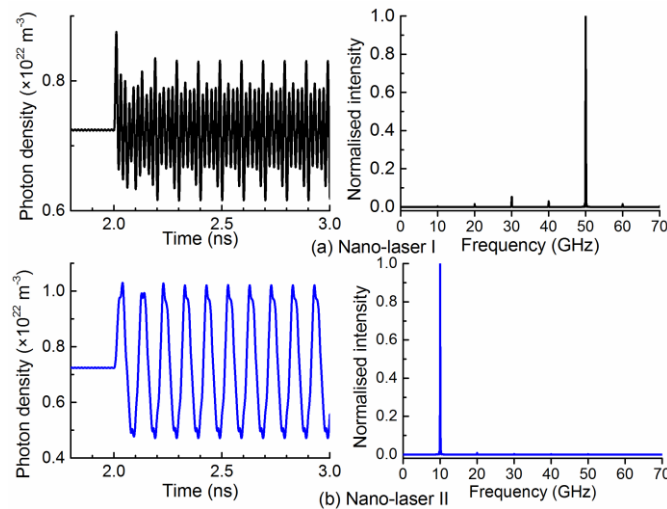 Photon density (×10²² m⁻³)
0.8
0.6
2.0 2.5 3.0
Time (ns)
Normalised intensity
1.0
0.8
0.6
0.4
0.2
0.0
0 10 20 30 40 50 60 70
Frequency (GHz)
(a) Nano-laser I
Photon density (×10²² m⁻³)
1.0
0.8
0.6
0.4
2.0 2.5 3.0
Time (ns)
Normalised intensity
1.0
0.8
0.6
0.4
0.2
0.0
0 10 20 30 40 50 60 70
Frequency (GHz)
(b) Nano-laser II